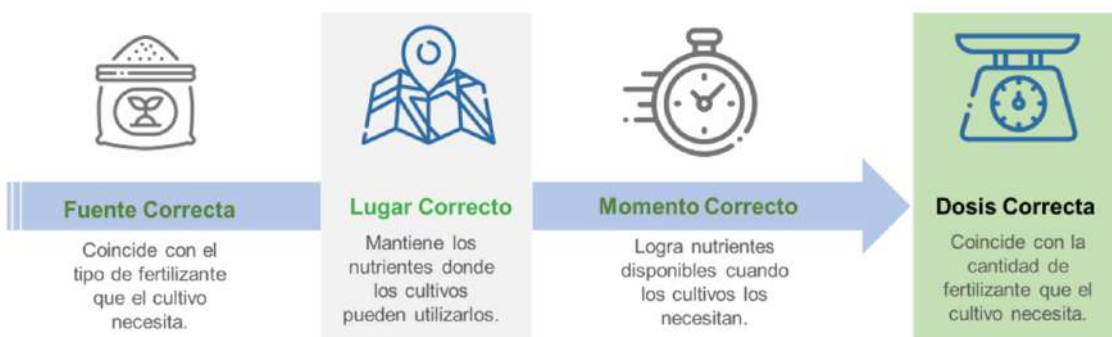 Fuente Correcta
Coincide con el
tipo de fertilizante
que el cultivo
necesita.
Lugar Correcto
Mantiene los
nutrientes donde
los cultivos
pueden utilizarlos.
Momento Correcto
Logra nutrientes
disponibles cuando
los cultivos los
necesitan.
Dosis Correcta
Coincide con la
cantidad de
fertilizante que el
cultivo necesita.